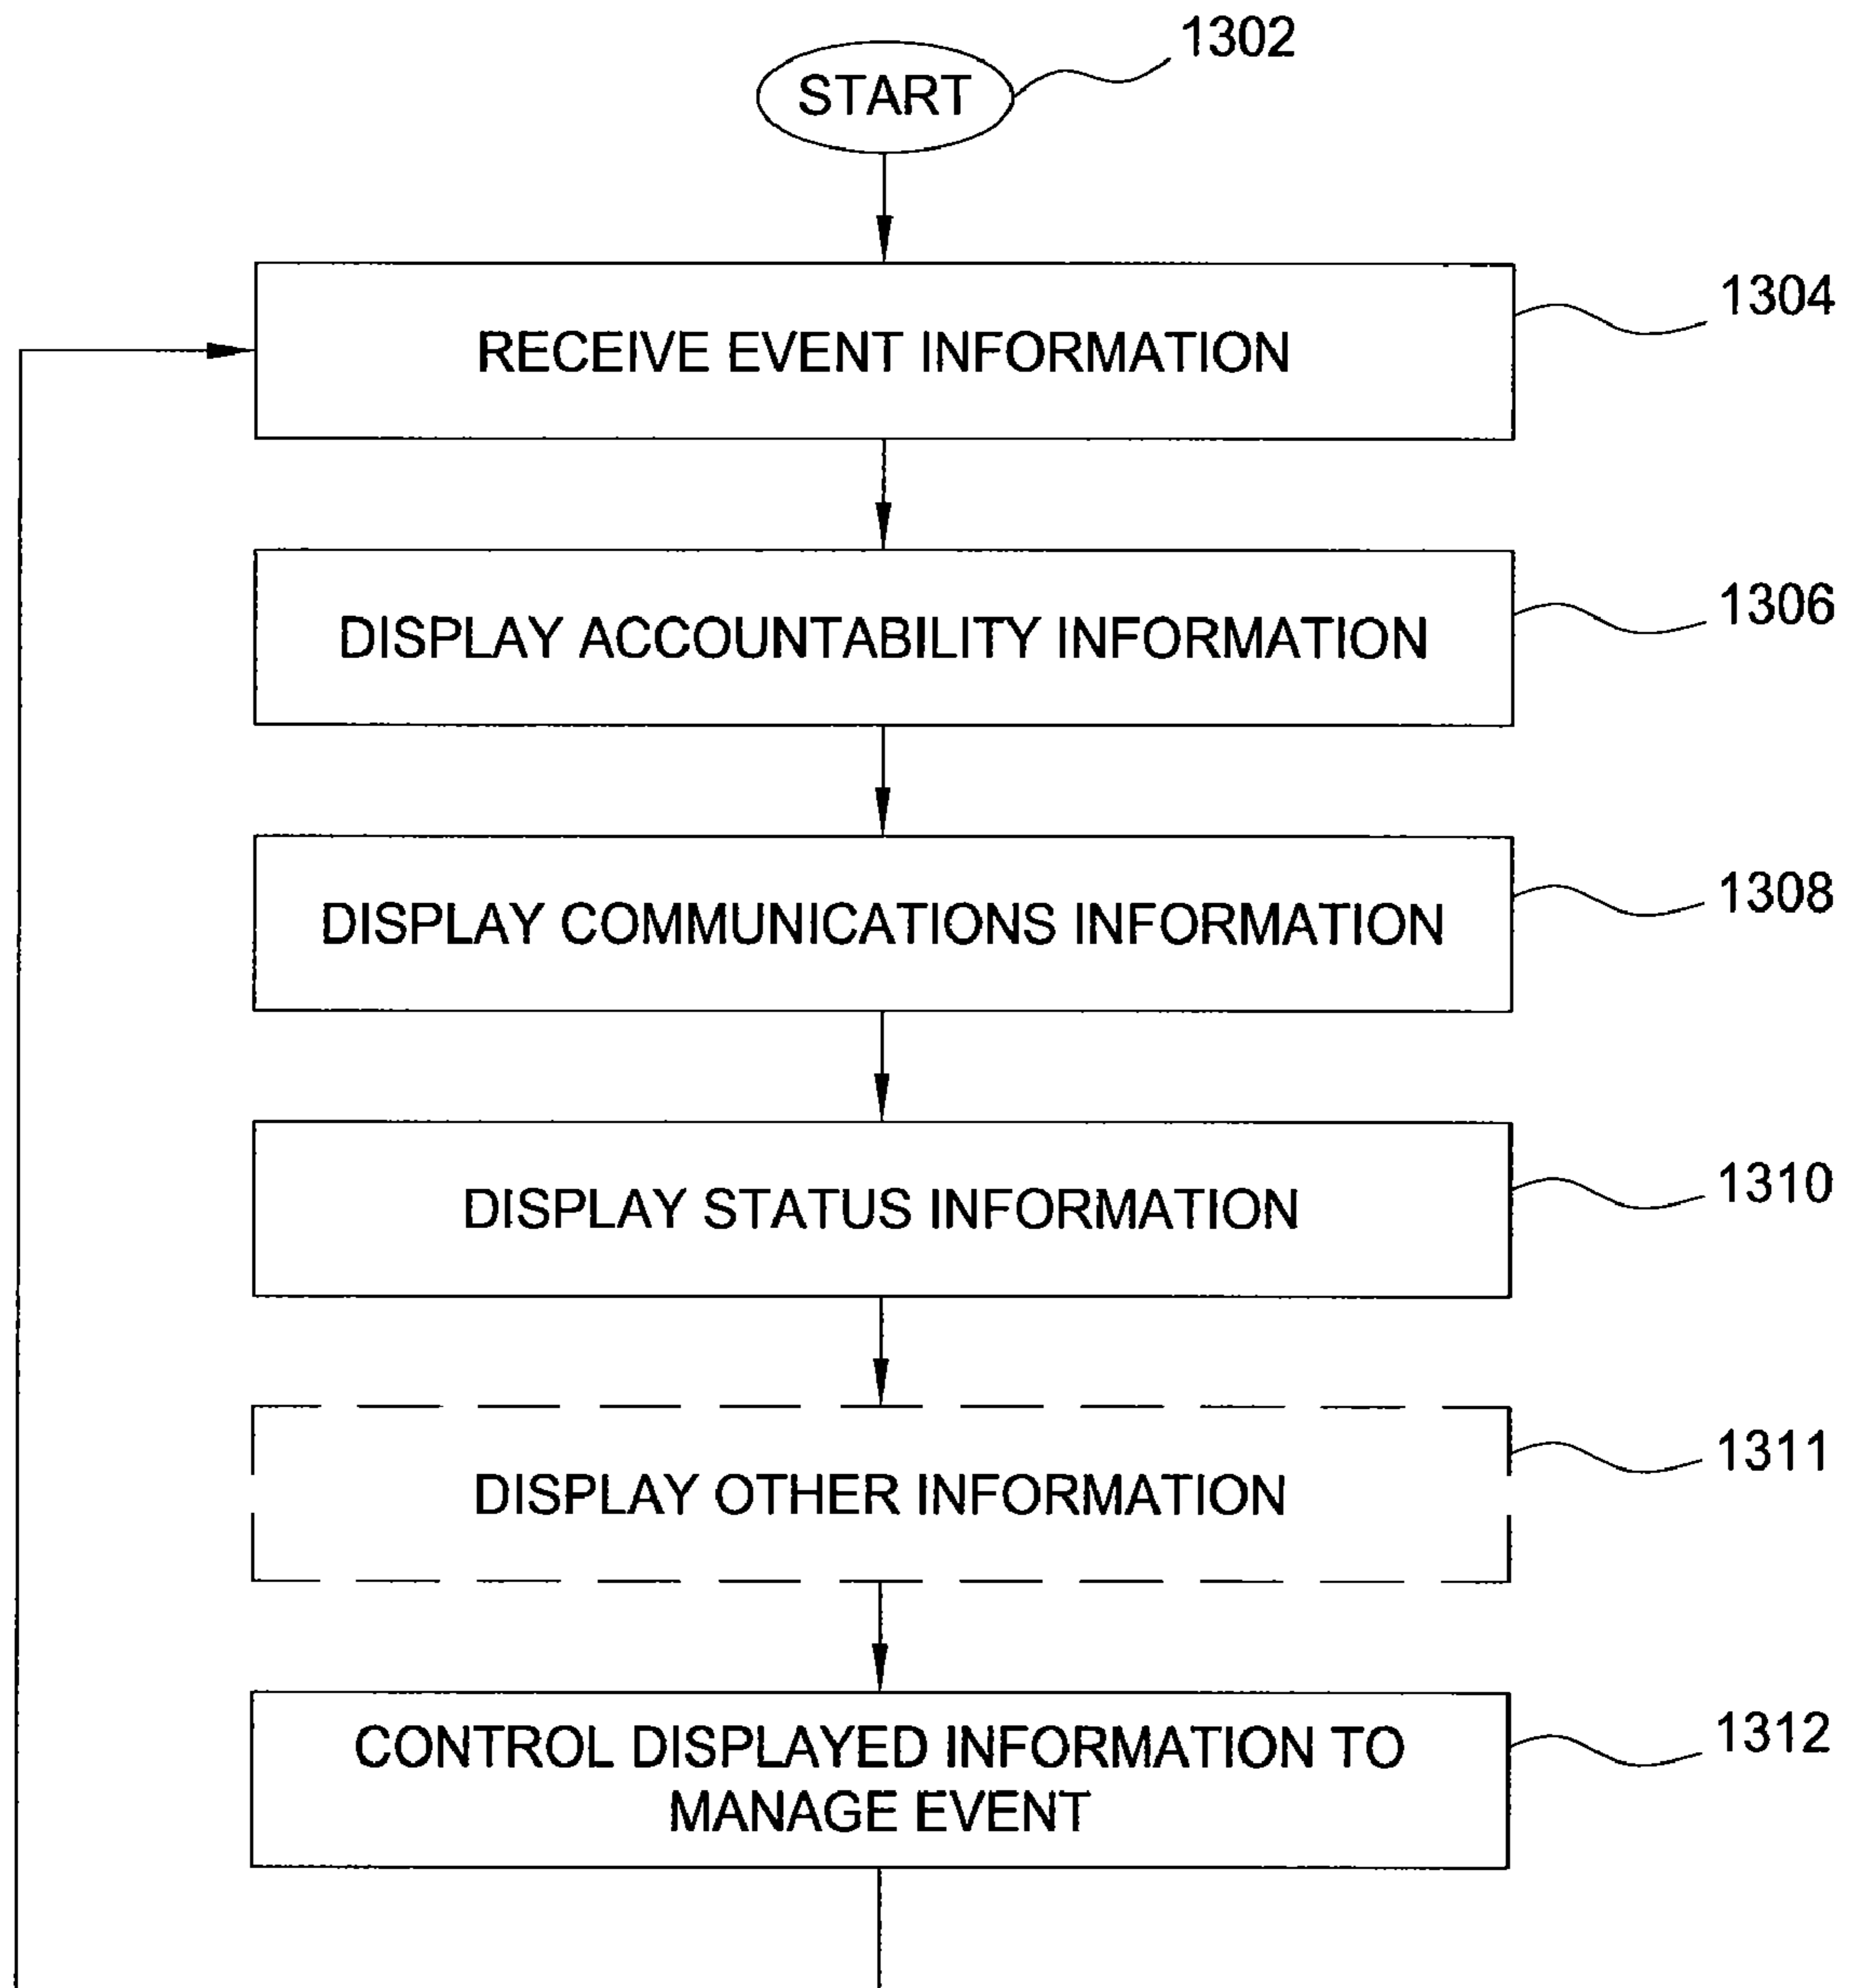 1302
START
1304
RECEIVE EVENT INFORMATION
1306
DISPLAY ACCOUNTABILITY INFORMATION
1308
DISPLAY COMMUNICATIONS INFORMATION
1310
DISPLAY STATUS INFORMATION
1311
DISPLAY OTHER INFORMATION
1312
CONTROL DISPLAYED INFORMATION TO
MANAGE EVENT